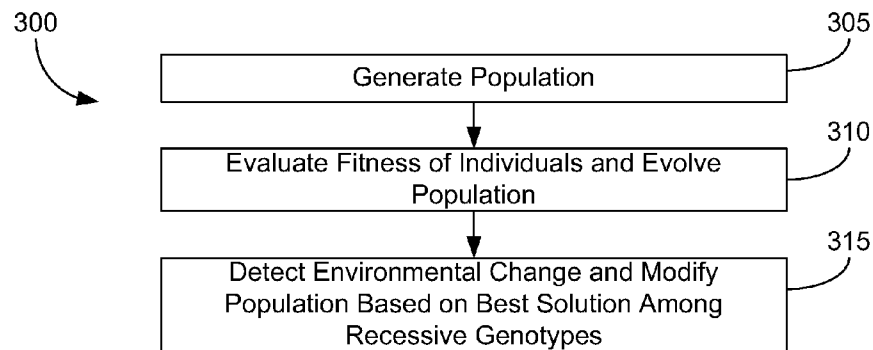 300
305
Generate Population
310
Evaluate Fitness of Individuals and Evolve
Population
315
Detect Environmental Change and Modify
Population Based on Best Solution Among
Recessive Genotypes